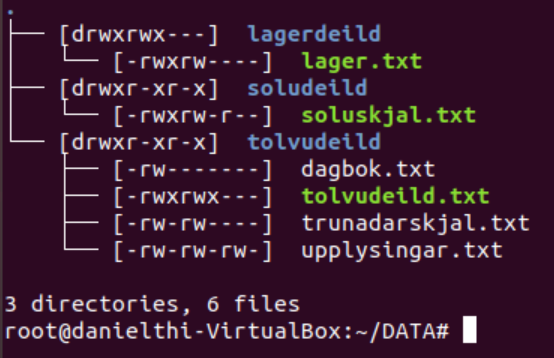 .
├── [drwxrwx---]  lagerdeild
│   └── [-rwxrw----]  lager.txt
├── [drwxr-xr-x]  soludeild
│   └── [-rwxrw-r--]  soluskjal.txt
└── [drwxr-xr-x]  tolvudeild
    ├── [-rw-------]  dagbok.txt
    ├── [-rwxrwx---]  tolvudeild.txt
    ├── [-rw-rw----]  trunadarskjal.txt
    └── [-rw-rw-rw-]  upplysingar.txt

3 directories, 6 files
root@danielthi-VirtualBox:~/DATA#